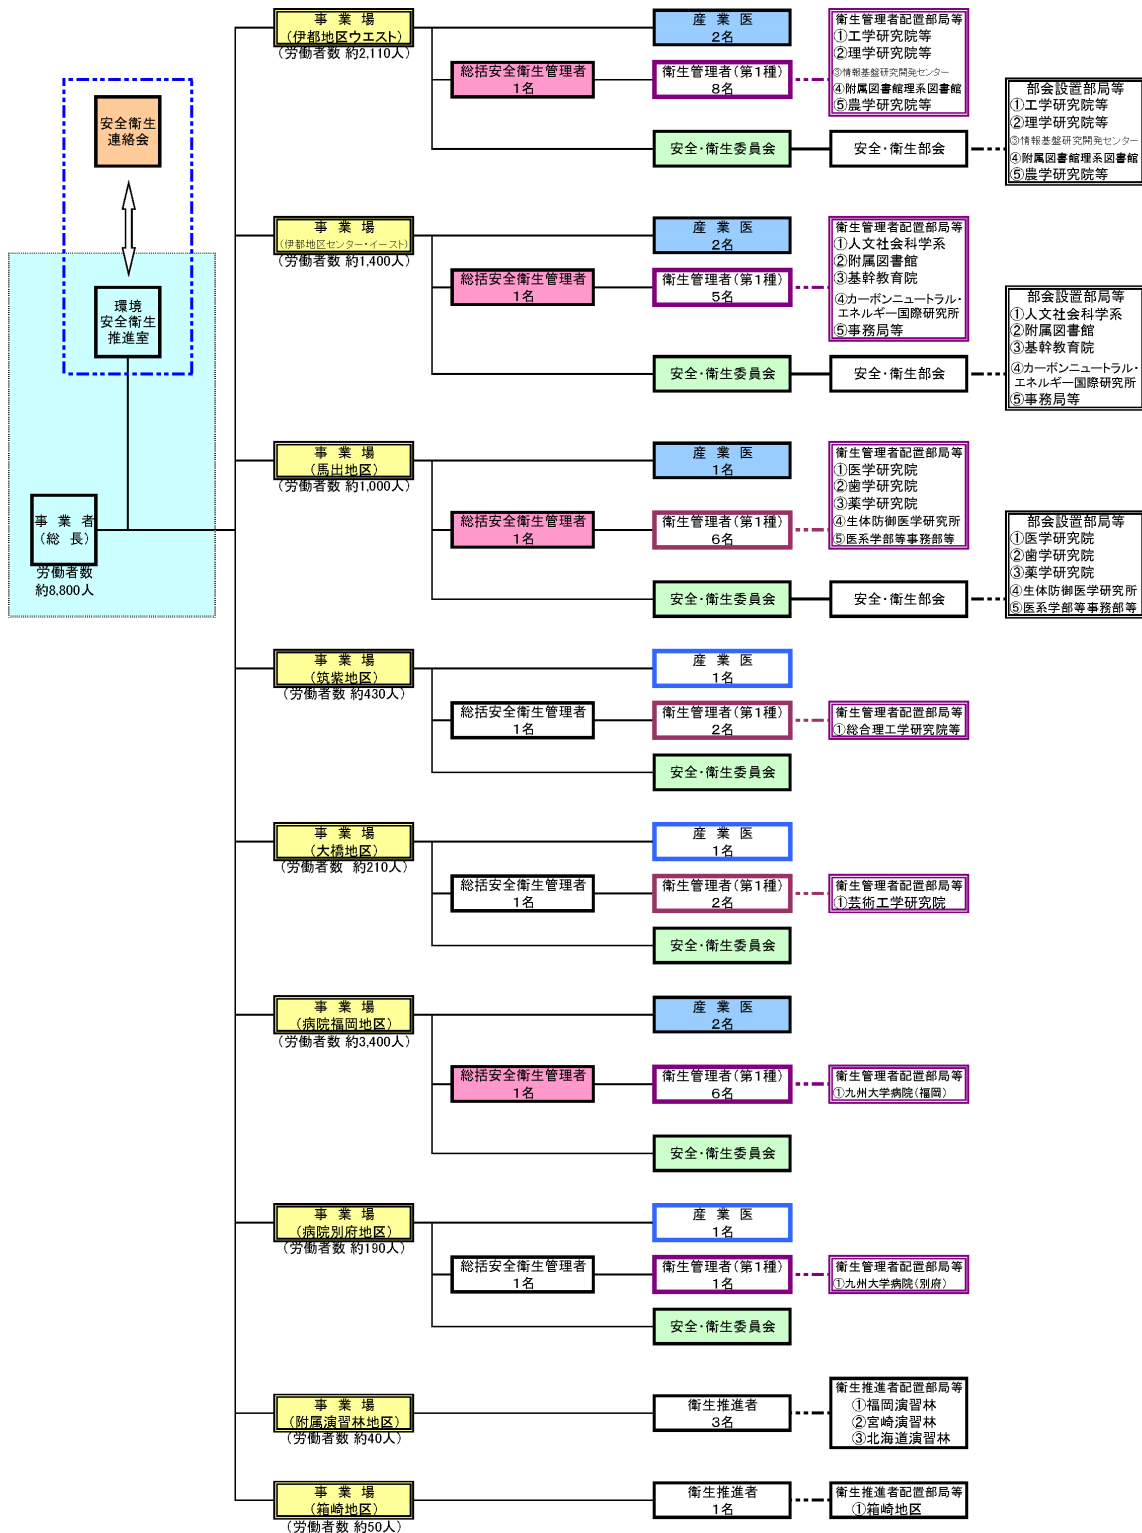 安全衛生
連絡会
環境
安全衛生
推進室
事 業 者
(総 長)
労働者数
約8,800人
事 業 場
(伊都地区ウエスト)
(労働者数 約2,110人)
産 業 医
2名
総括安全衛生管理者
1名
衛生管理者(第1種)
8名
安全・衛生委員会
安全・衛生部会
衛生管理者配置部局等
①工学研究院等
②理学研究院等
③情報基盤研究開発センター
④附属図書館理系図書館
⑤農学研究院等
部会設置部局等
①工学研究院等
②理学研究院等
③情報基盤研究開発センター
④附属図書館理系図書館
⑤農学研究院等
事 業 場
(伊都地区センター・イースト)
(労働者数 約1,400人)
産 業 医
2名
総括安全衛生管理者
1名
衛生管理者(第1種)
5名
安全・衛生委員会
安全・衛生部会
衛生管理者配置部局等
①人文社会科学系
②附属図書館
③基幹教育院
④カーボンニュートラル・
エネルギー国際研究所
⑤事務局等
部会設置部局等
①人文社会科学系
②附属図書館
③基幹教育院
④カーボンニュートラル・
エネルギー国際研究所
⑤事務局等
事 業 場
(馬出地区)
(労働者数 約1,000人)
産 業 医
1名
総括安全衛生管理者
1名
衛生管理者(第1種)
6名
安全・衛生委員会
安全・衛生部会
衛生管理者配置部局等
①医学研究院
②歯学研究院
③薬学研究院
④生体防御医学研究所
⑤医系学部等事務部等
部会設置部局等
①医学研究院
②歯学研究院
③薬学研究院
④生体防御医学研究所
⑤医系学部等事務部等
事 業 場
(筑紫地区)
(労働者数 約430人)
産 業 医
1名
総括安全衛生管理者
1名
衛生管理者(第1種)
2名
安全・衛生委員会
衛生管理者配置部局等
①総合理工学研究院等
事 業 場
(大橋地区)
(労働者数 約210人)
産 業 医
1名
総括安全衛生管理者
1名
衛生管理者(第1種)
2名
安全・衛生委員会
衛生管理者配置部局等
①芸術工学研究院
事 業 場
(病院福岡地区)
(労働者数 約3,400人)
産 業 医
2名
総括安全衛生管理者
1名
衛生管理者(第1種)
6名
安全・衛生委員会
衛生管理者配置部局等
①九州大学病院(福岡)
事 業 場
(病院別府地区)
(労働者数 約190人)
産 業 医
1名
総括安全衛生管理者
1名
衛生管理者(第1種)
1名
安全・衛生委員会
衛生管理者配置部局等
①九州大学病院(別府)
事 業 場
(附属演習林地区)
(労働者数 約40人)
衛生推進者
3名
衛生推進者配置部局等
①福岡演習林
②宮崎演習林
③北海道演習林
事 業 場
(箱崎地区)
(労働者数 約50人)
衛生推進者
1名
衛生推進者配置部局等
①箱崎地区